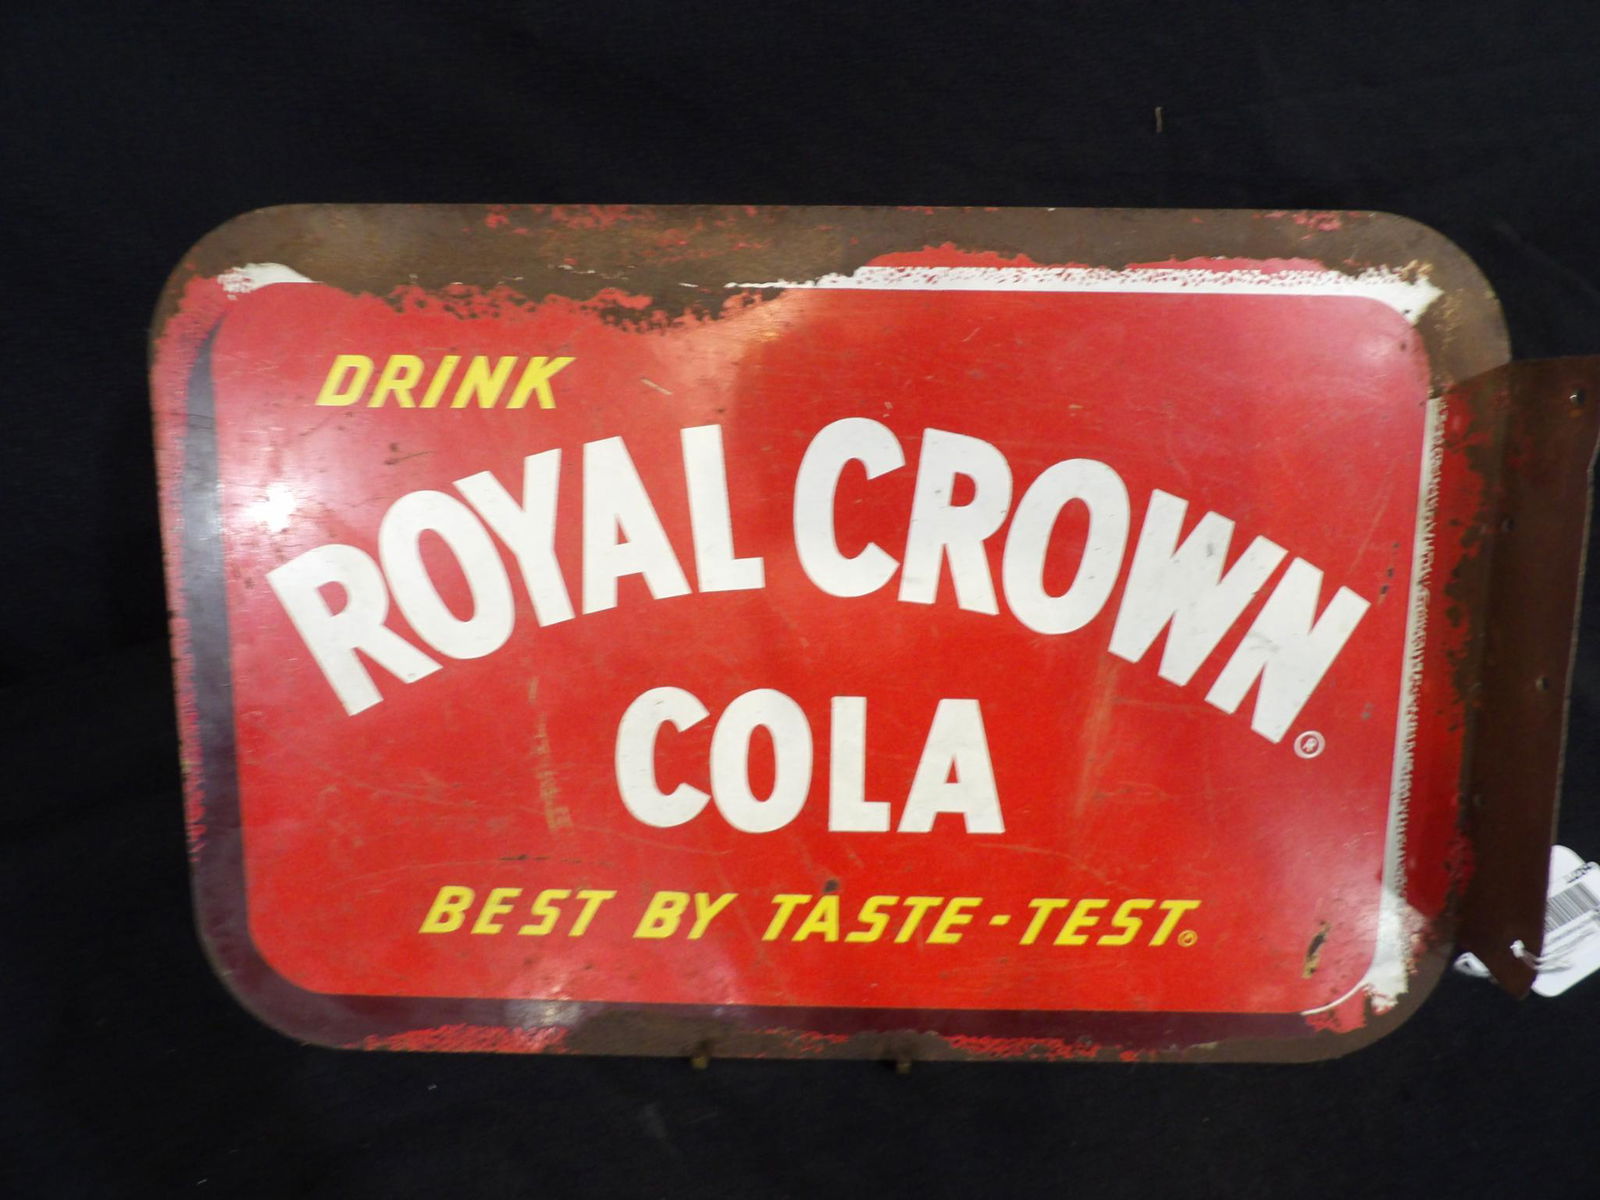 DRINK
ROYAL CROWN ®
COLA
BEST BY TASTE-TEST.®